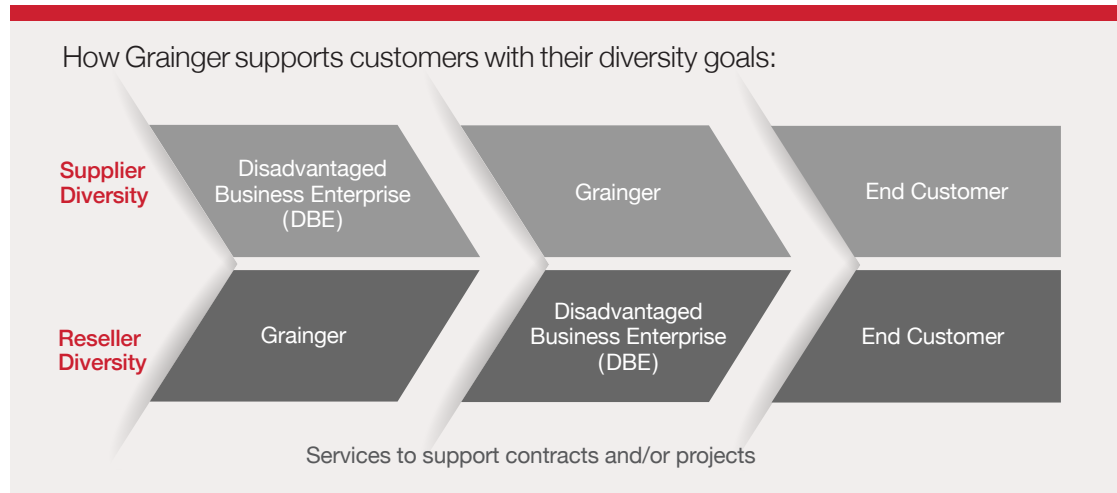 How Grainger supports customers with their diversity goals:
Supplier
Diversity
Disadvantaged
Business Enterprise
(DBE)
Grainger
End Customer
Reseller
Diversity
Grainger
Disadvantaged
Business Enterprise
(DBE)
End Customer
Services to support contracts and/or projects